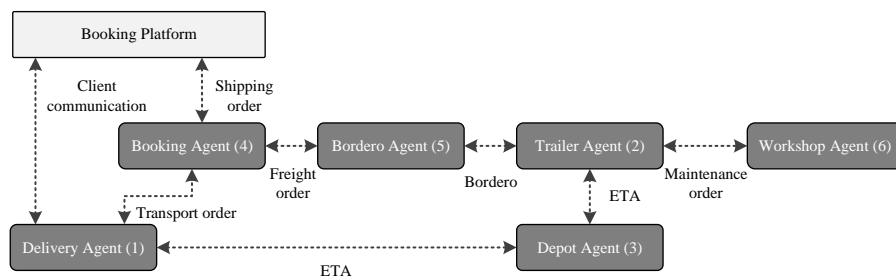 Booking Platform
Client
communication
Shipping
order
Booking Agent (4)
Bordero Agent (5)
Trailer Agent (2)
Workshop Agent (6)
Freight
order
Bordero
Maintenance
order
Transport order
ETA
Delivery Agent (1)
Depot Agent (3)
ETA